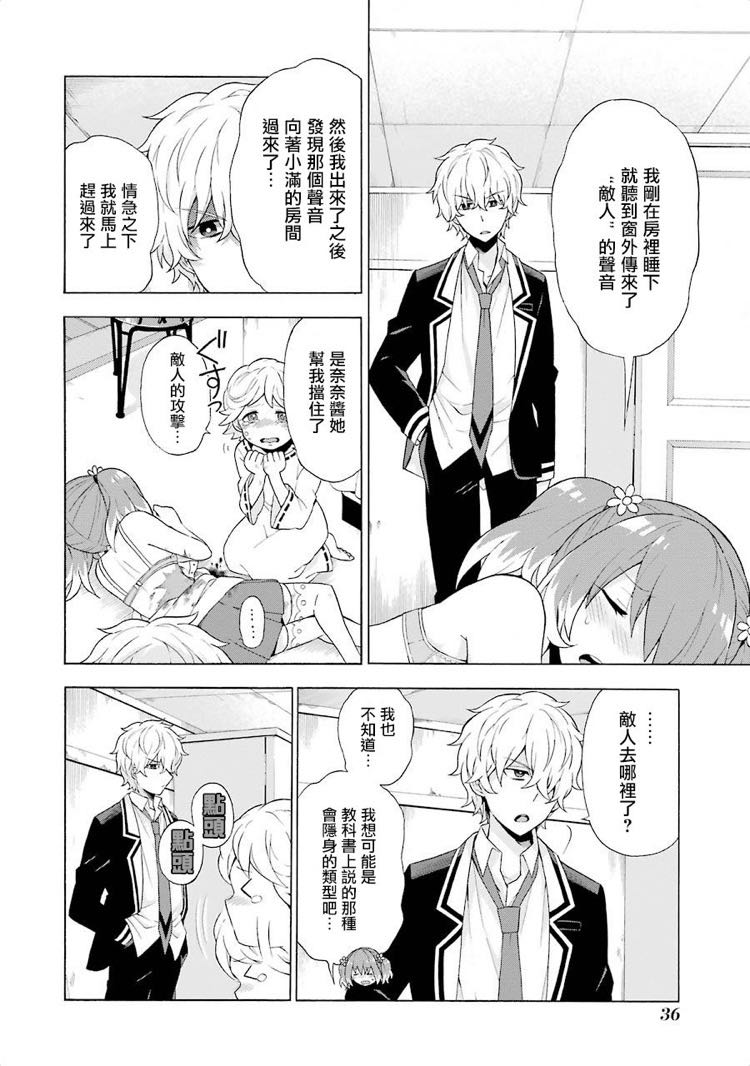 我剛在房裡睡下
就聽到窗外傳來了
"敵人"的聲音
然後我出來了之後
發現那個聲音
向著小滿的房間
過來了…
情急之下
我就馬上
趕過來了
是奈奈醬她
幫我擋住了
ぐすっ
敵人的攻擊…
……
……
敵人去哪裡了?
我也
不知道…
我想可能是
教科書上說的那種
會隱身的類型吧…
點頭
點頭
36